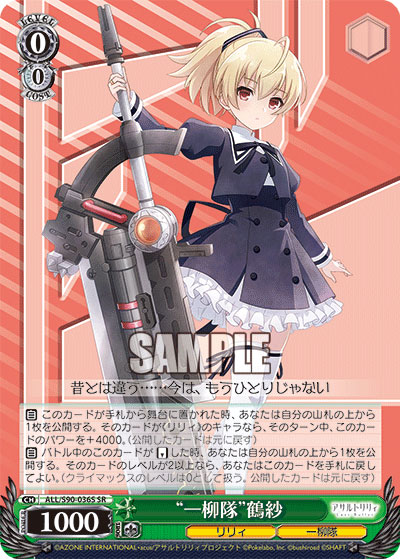 LEVEL
0
0
COST
SAMPLE
昔とは違う……今は、もうひとりじゃない
自 このカードが手札から舞台に置かれた時、あなたは自分の山札の上から
1枚を公開する。そのカードが《リリィ》のキャラなら、そのターン中、このカー
ドのパワーを+4000。(公開したカードは元に戻す)
自 バトル中のこのカードが した時、あなたは自分の山札の上から1枚を公開
する。そのカードのレベルが2以上なら、あなたはこのカードを手札に戻して
よい。(クライマックスのレベルは0として扱う。公開したカードは元に戻す)
CH ALL/S90-036S SR
1000
"一柳隊"鶴紗
アサルトリリィ
リリィ
一柳隊
©AZONE INTERNATIONAL・acus/アサルトリリィプロジェクト ©Pokelabo, Inc. ©bushiroad ©SHAFT